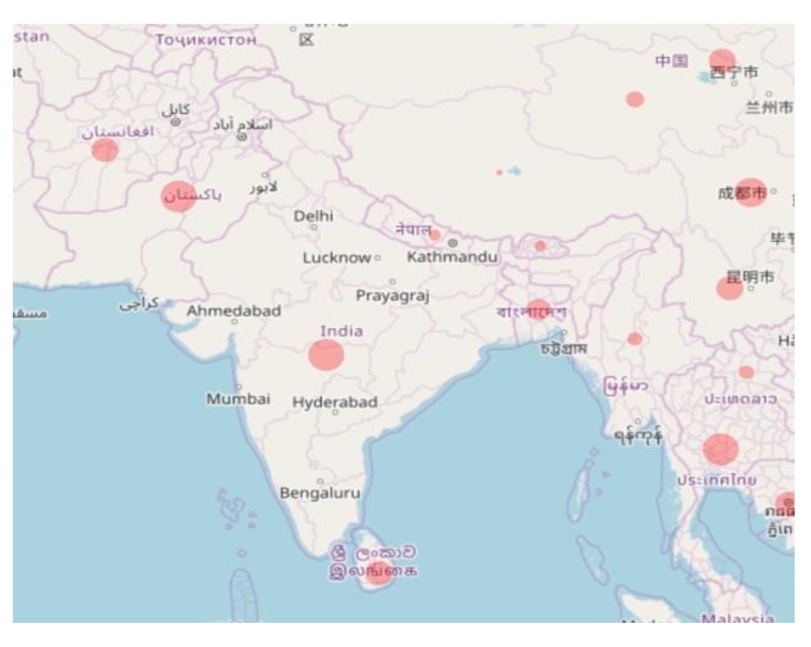 stan
Тоҷикистон
区
中国
西宁市
兰州市
کابل
افغانستان
اسلام آباد
لاہور
پاکستان
成都市
Delhi
नेपाल
Lucknow
Kathmandu
昆明市
Prayagraj
کراچی
Ahmedabad
বাংলাদেশ
India
চট্টগ্রাম
မြန်မာ
Mumbai
Hyderabad
ປະເທດລາວ
ရန်ကုန်
ประเทศไทย
Bengaluru
ශ්‍රී ලංකාව
இலங்கை
Malaysia